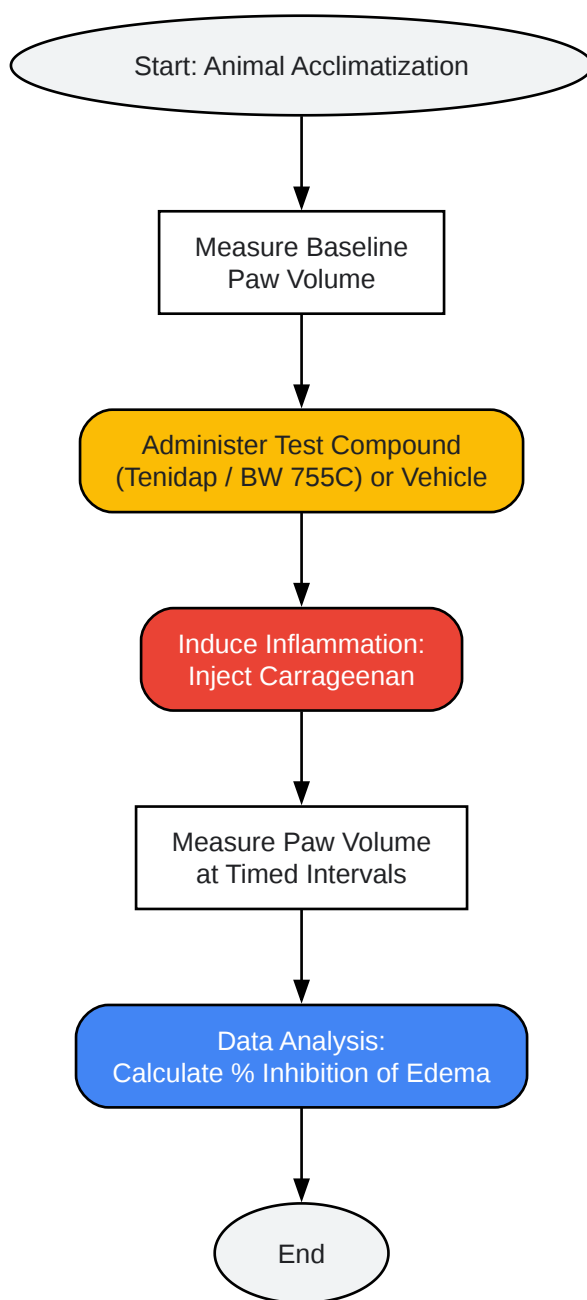 Start: Animal Acclimatization
Measure Baseline
Paw Volume
Administer Test Compound
(Tenidap / BW 755C) or Vehicle
Induce Inflammation:
Inject Carrageenan
Measure Paw Volume
at Timed Intervals
Data Analysis:
Calculate % Inhibition of Edema
End